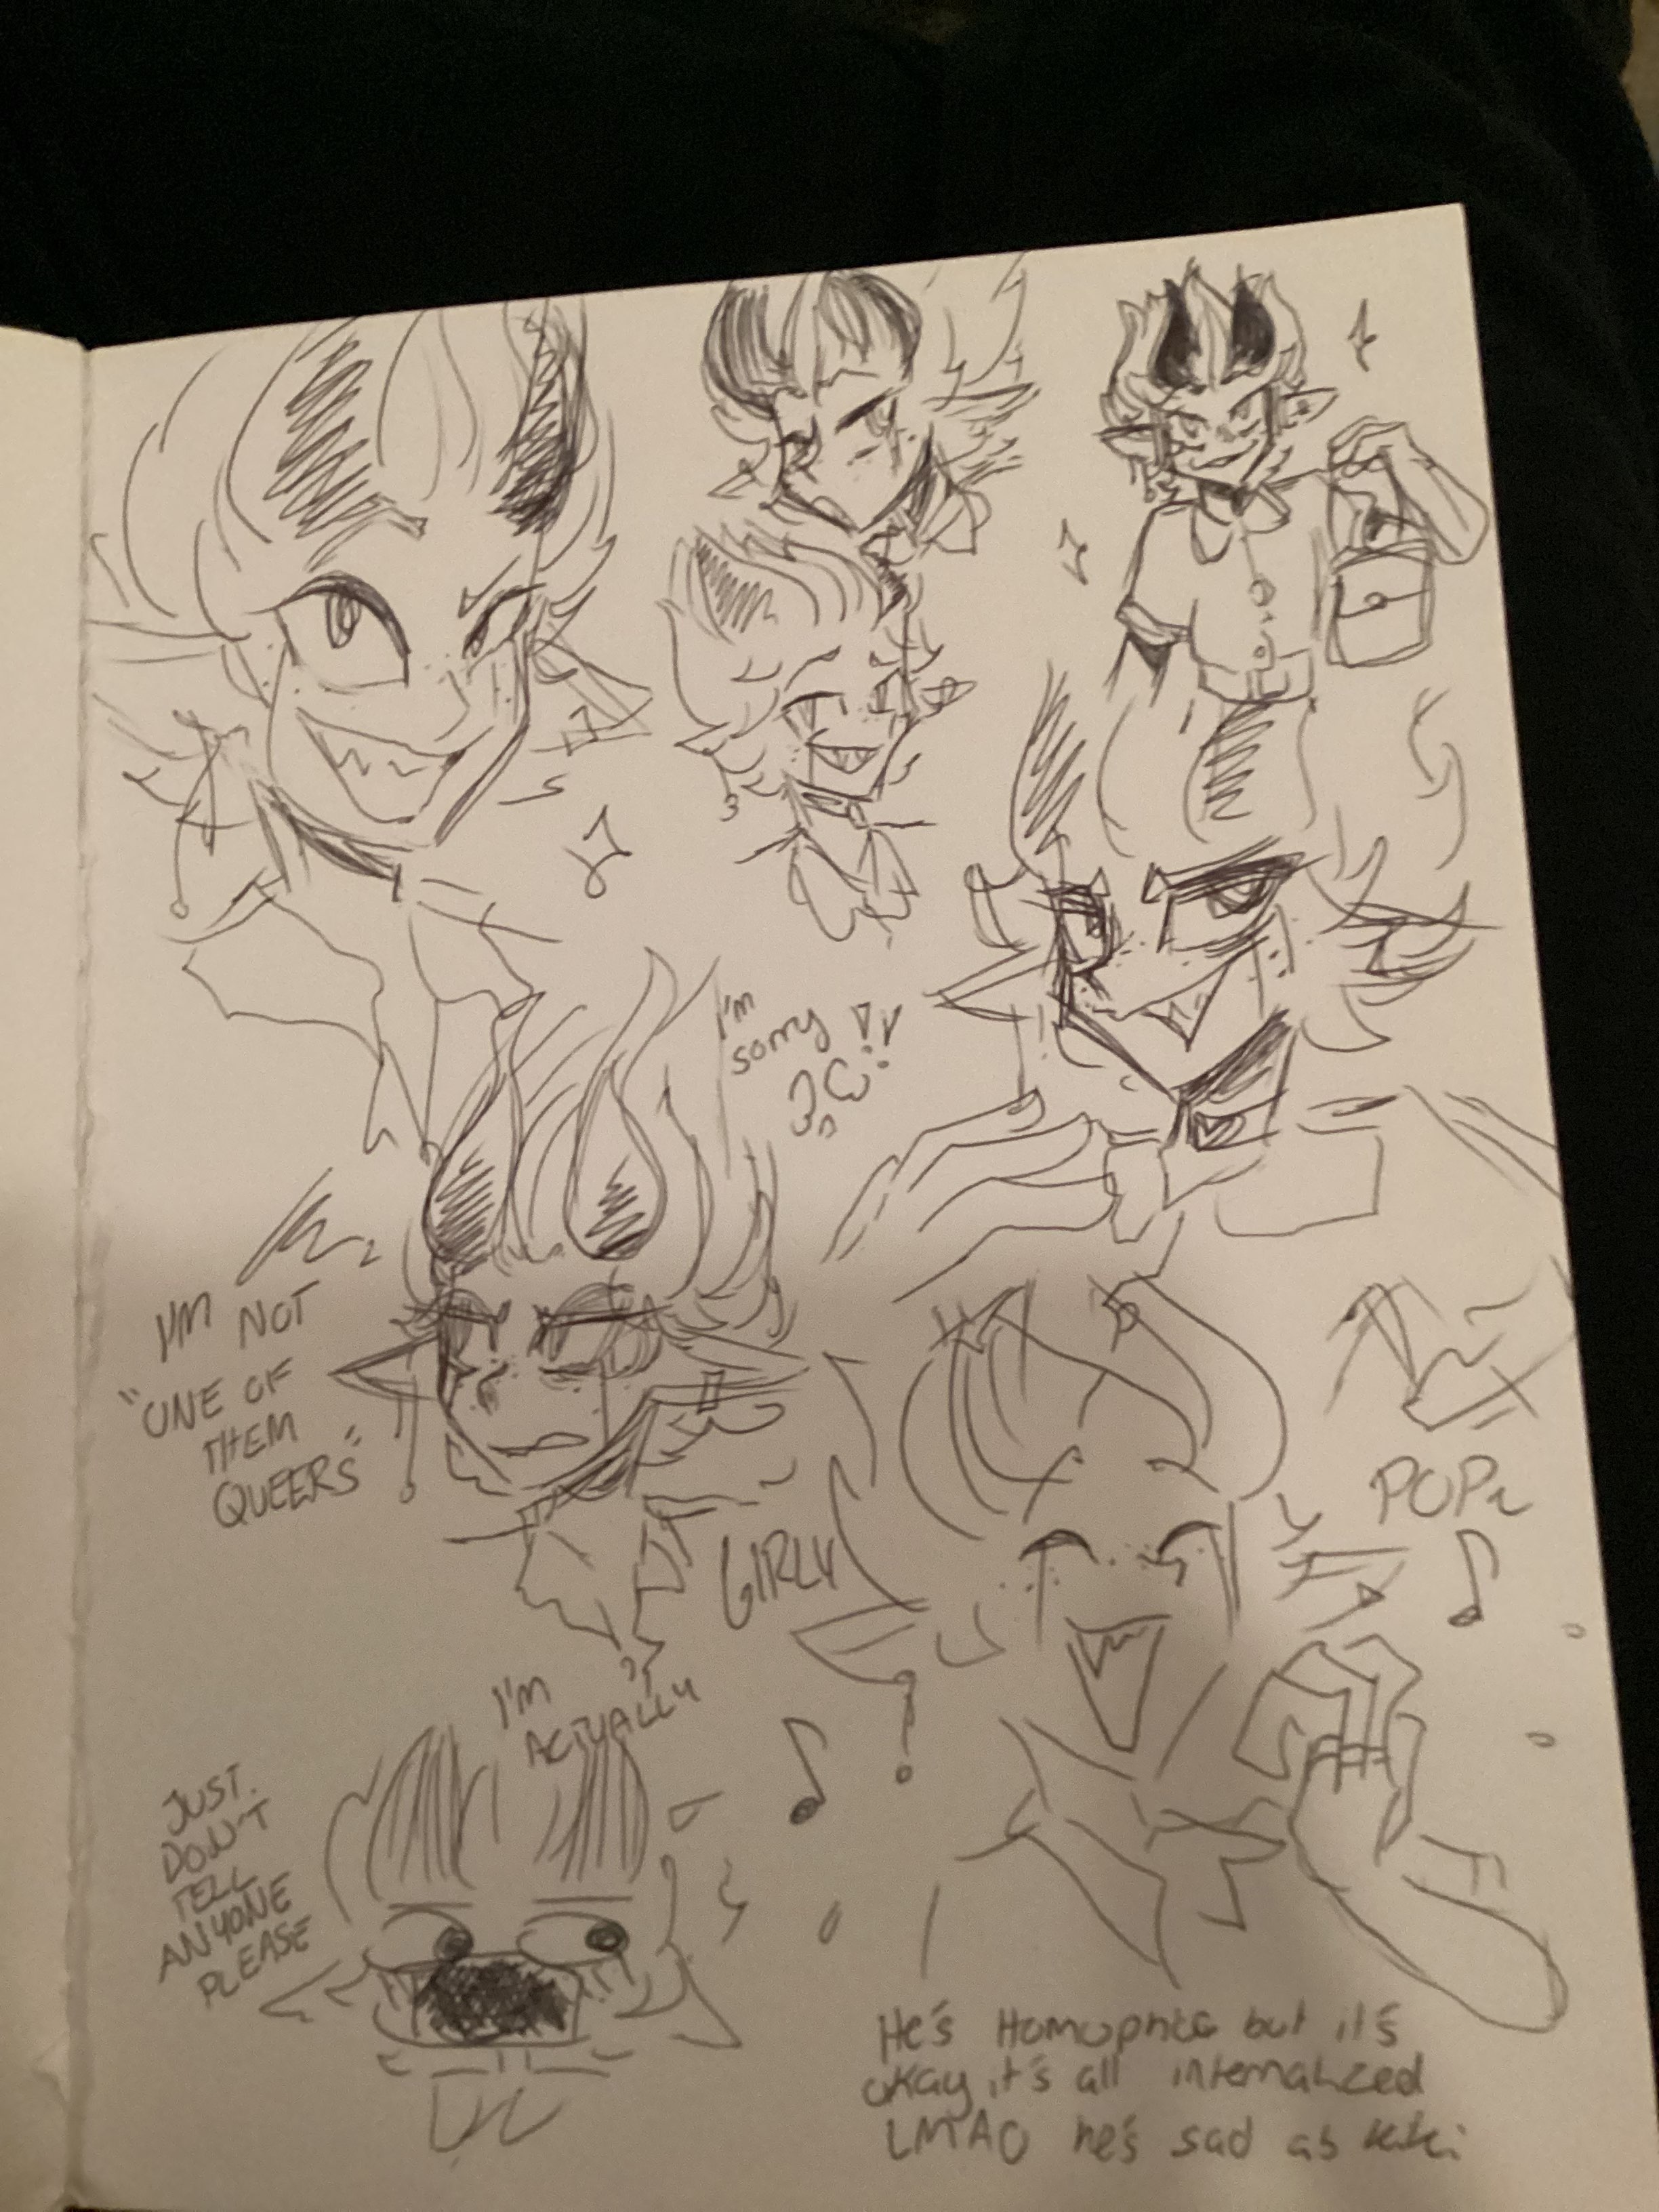 I'm
sorry !!
I'M NOT
"ONE OF
THEM
QUEERS"
GIRLY
POP~
I'm
ACTUALLY
JUST
DON'T
TELL
ANYONE
PLEASE
He's Homophobic but it's
okay it's all internalized
LMAO he's sad as